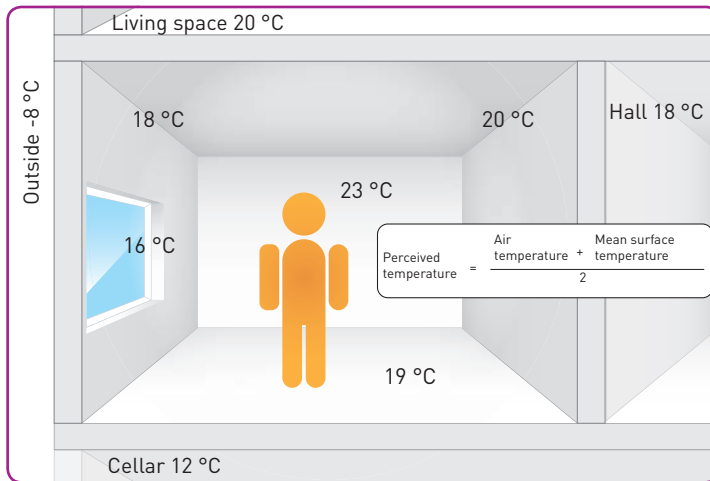 Living space 20 °C
Outside -8 °C
18 °C
20 °C
Hall 18 °C
23 °C
16 °C
Perceived
temperature
=
Air
temperature
+
Mean surface
temperature
2
19 °C
Cellar 12 °C